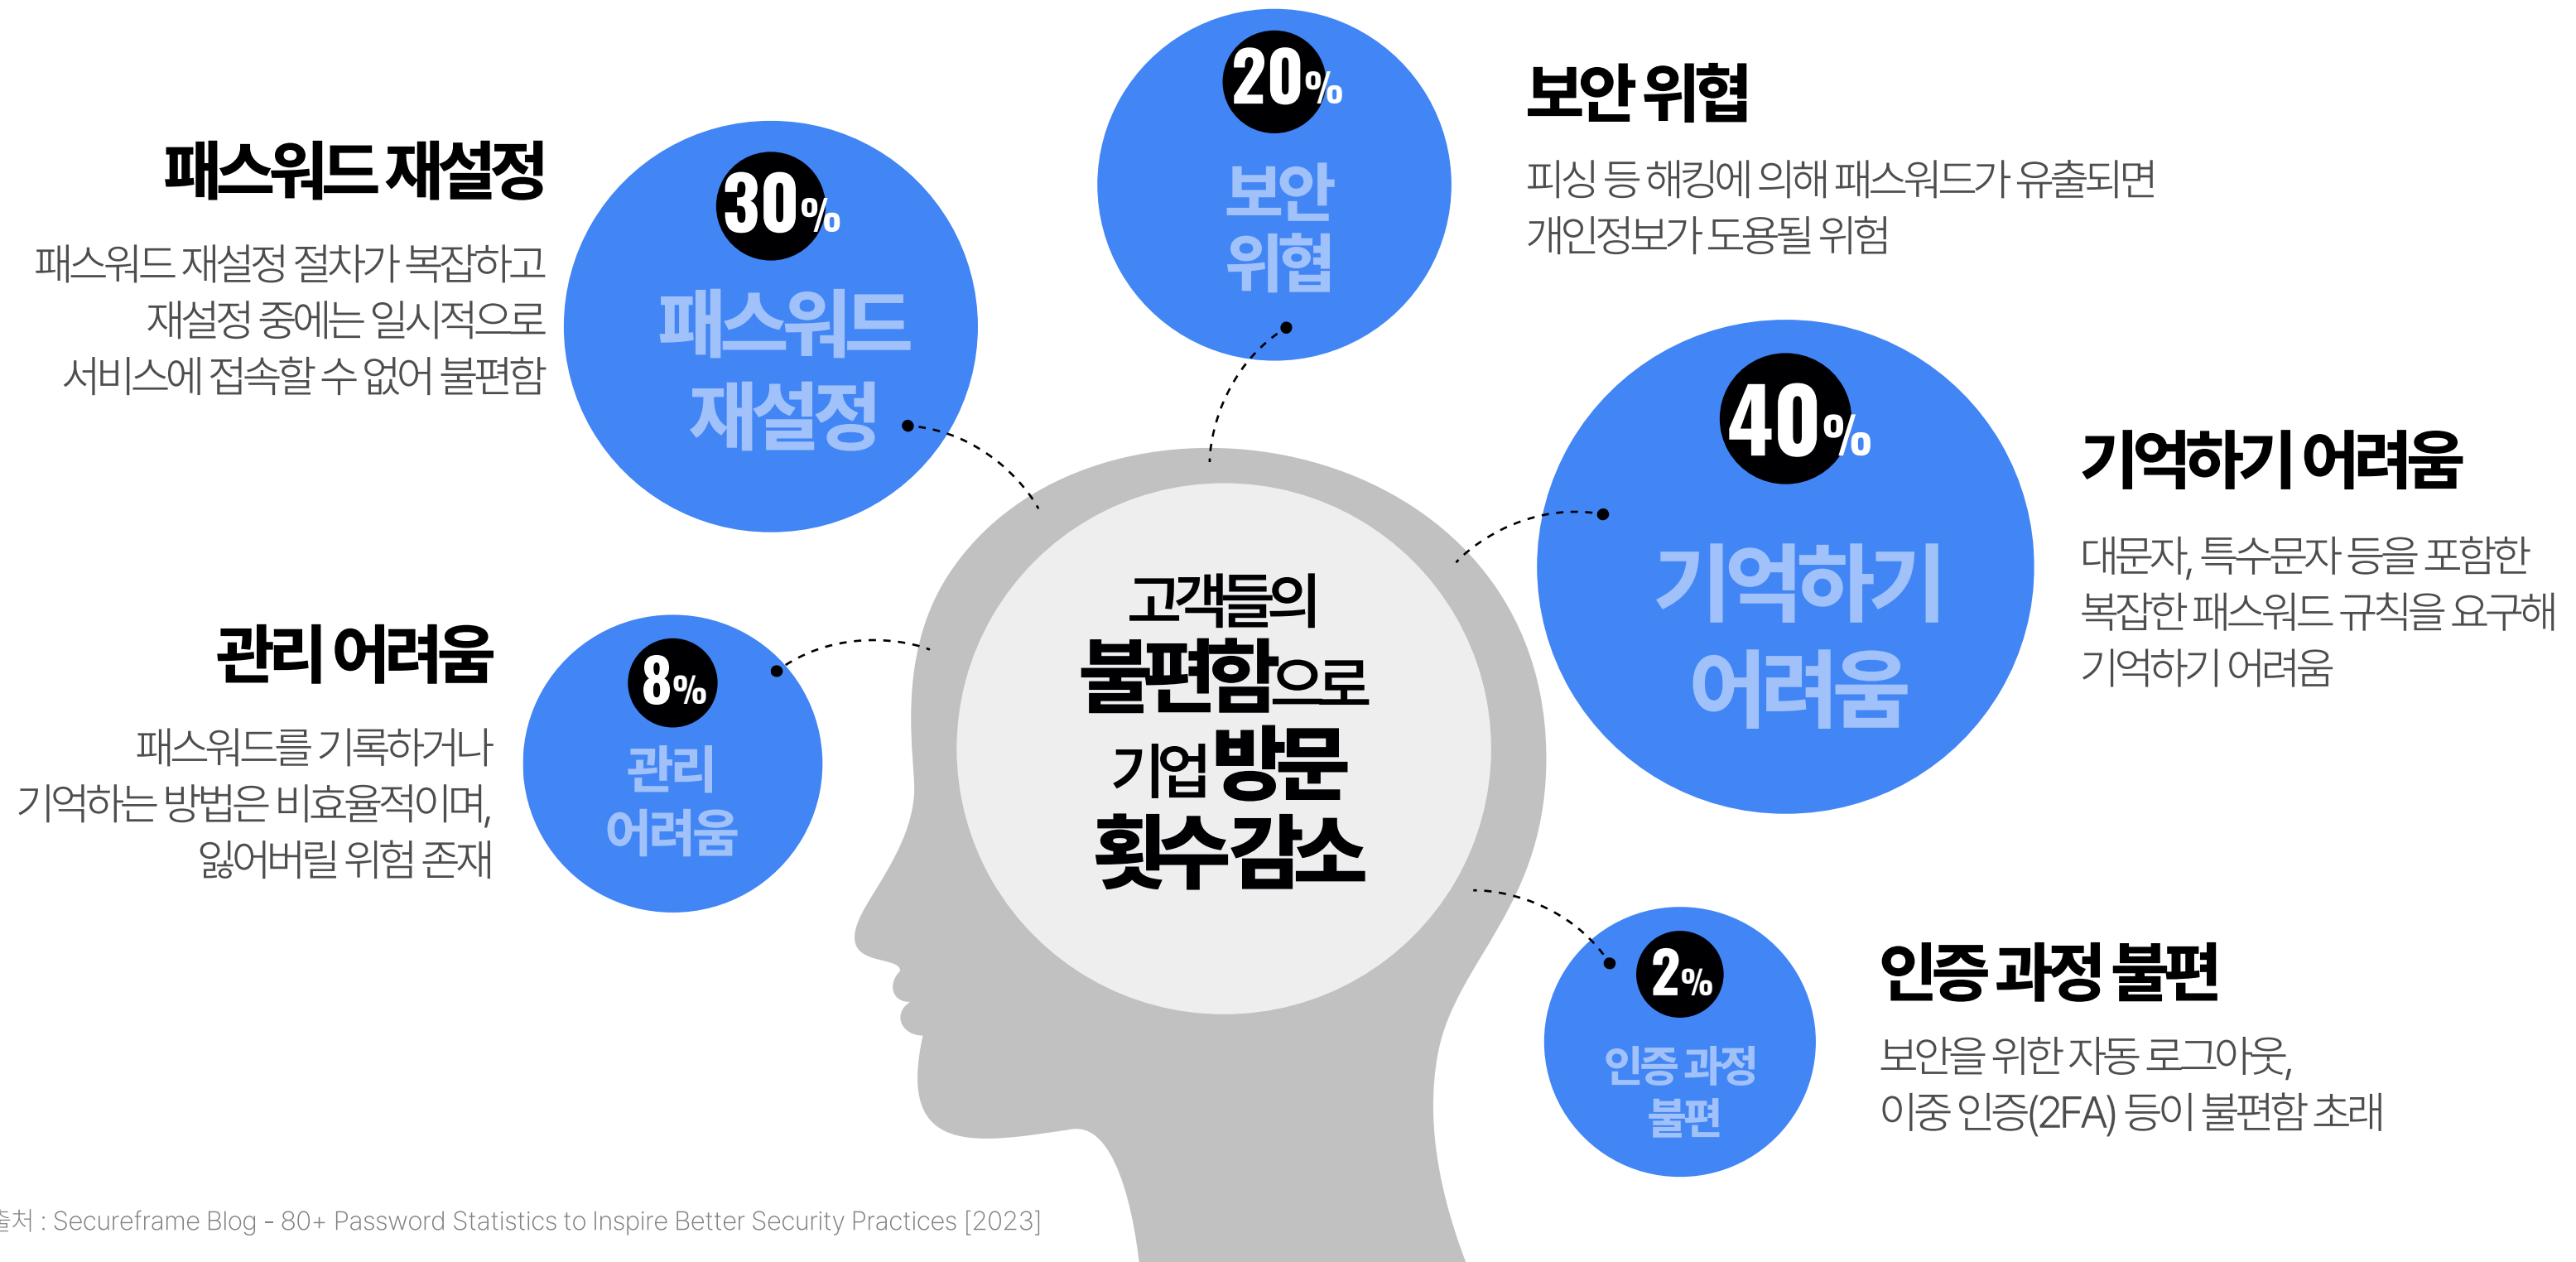 패스워드 재설정
패스워드 재설정 절차가 복잡하고
재설정 중에는 일시적으로
서비스에 접속할 수 없어 불편함
30%
패스워드
재설정
20%
보안
위협
보안 위협
피싱 등 해킹에 의해 패스워드가 유출되면
개인정보가 도용될 위험
40%
기억하기
어려움
기억하기 어려움
대문자, 특수문자 등을 포함한
복잡한 패스워드 규칙을 요구해
기억하기 어려움
관리 어려움
패스워드를 기록하거나
기억하는 방법은 비효율적이며,
잃어버릴 위험 존재
8%
관리
어려움
고객들의
불편함으로
기업 방문
횟수 감소
2%
인증 과정
불편
인증 과정 불편
보안을 위한 자동 로그아웃,
이중 인증(2FA) 등이 불편함 초래
출처 : Secureframe Blog - 80+ Password Statistics to Inspire Better Security Practices [2023]